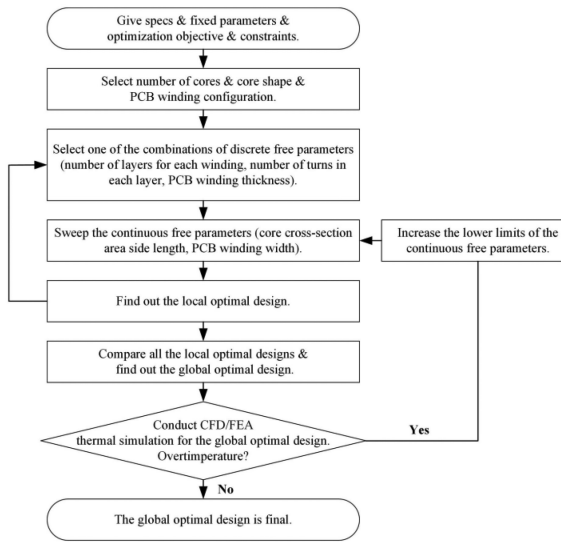 Give specs & fixed parameters &
optimization objective & constraints.
Select number of cores & core shape &
PCB winding configuration.
Select one of the combinations of discrete free parameters
(number of layers for each winding, number of turns in
each layer, PCB winding thickness).
Sweep the continuous free parameters (core cross-section
area side length, PCB winding width).
Increase the lower limits of the
continuous free parameters.
Find out the local optimal design.
Compare all the local optimal designs &
find out the global optimal design.
Conduct CFD/FEA
thermal simulation for the global optimal design.
Overtimperature?
Yes
No
The global optimal design is final.